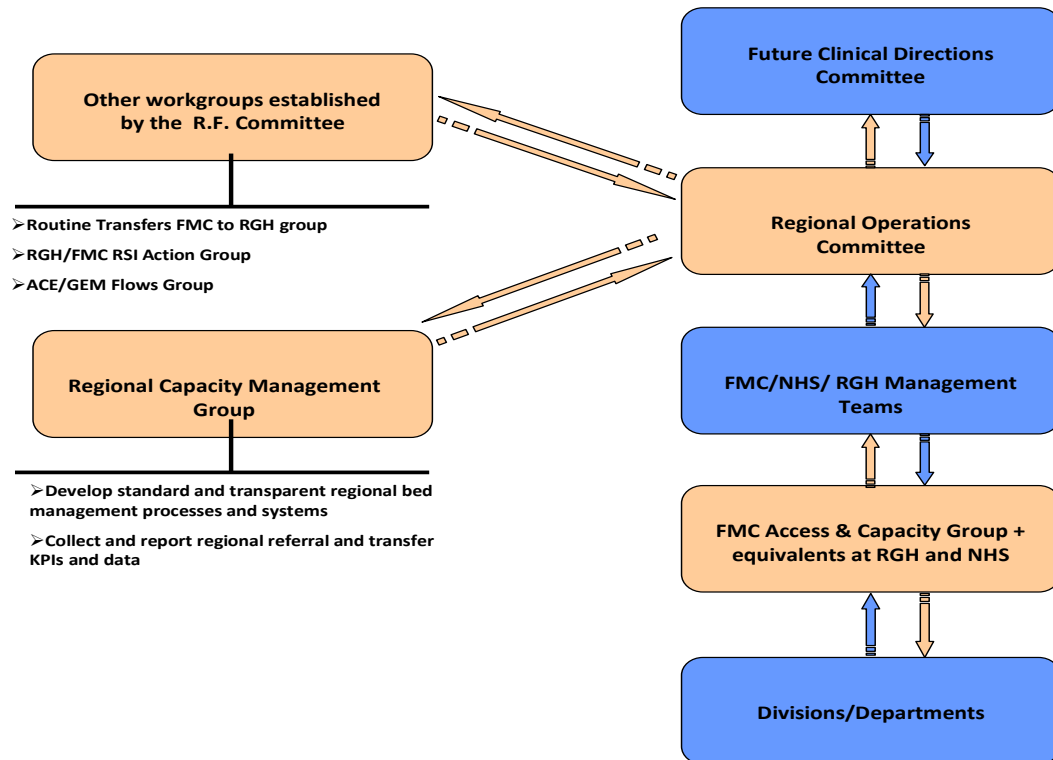 Other workgroups established
by the R.F. Committee
➢Routine Transfers FMC to RGH group
➢RGH/FMC RSI Action Group
➢ACE/GEM Flows Group
Regional Capacity Management
Group
➢Develop standard and transparent regional bed
management processes and systems
➢Collect and report regional referral and transfer
KPIs and data
Future Clinical Directions
Committee
Regional Operations
Committee
FMC/NHS/ RGH Management
Teams
FMC Access & Capacity Group +
equivalents at RGH and NHS
Divisions/Departments